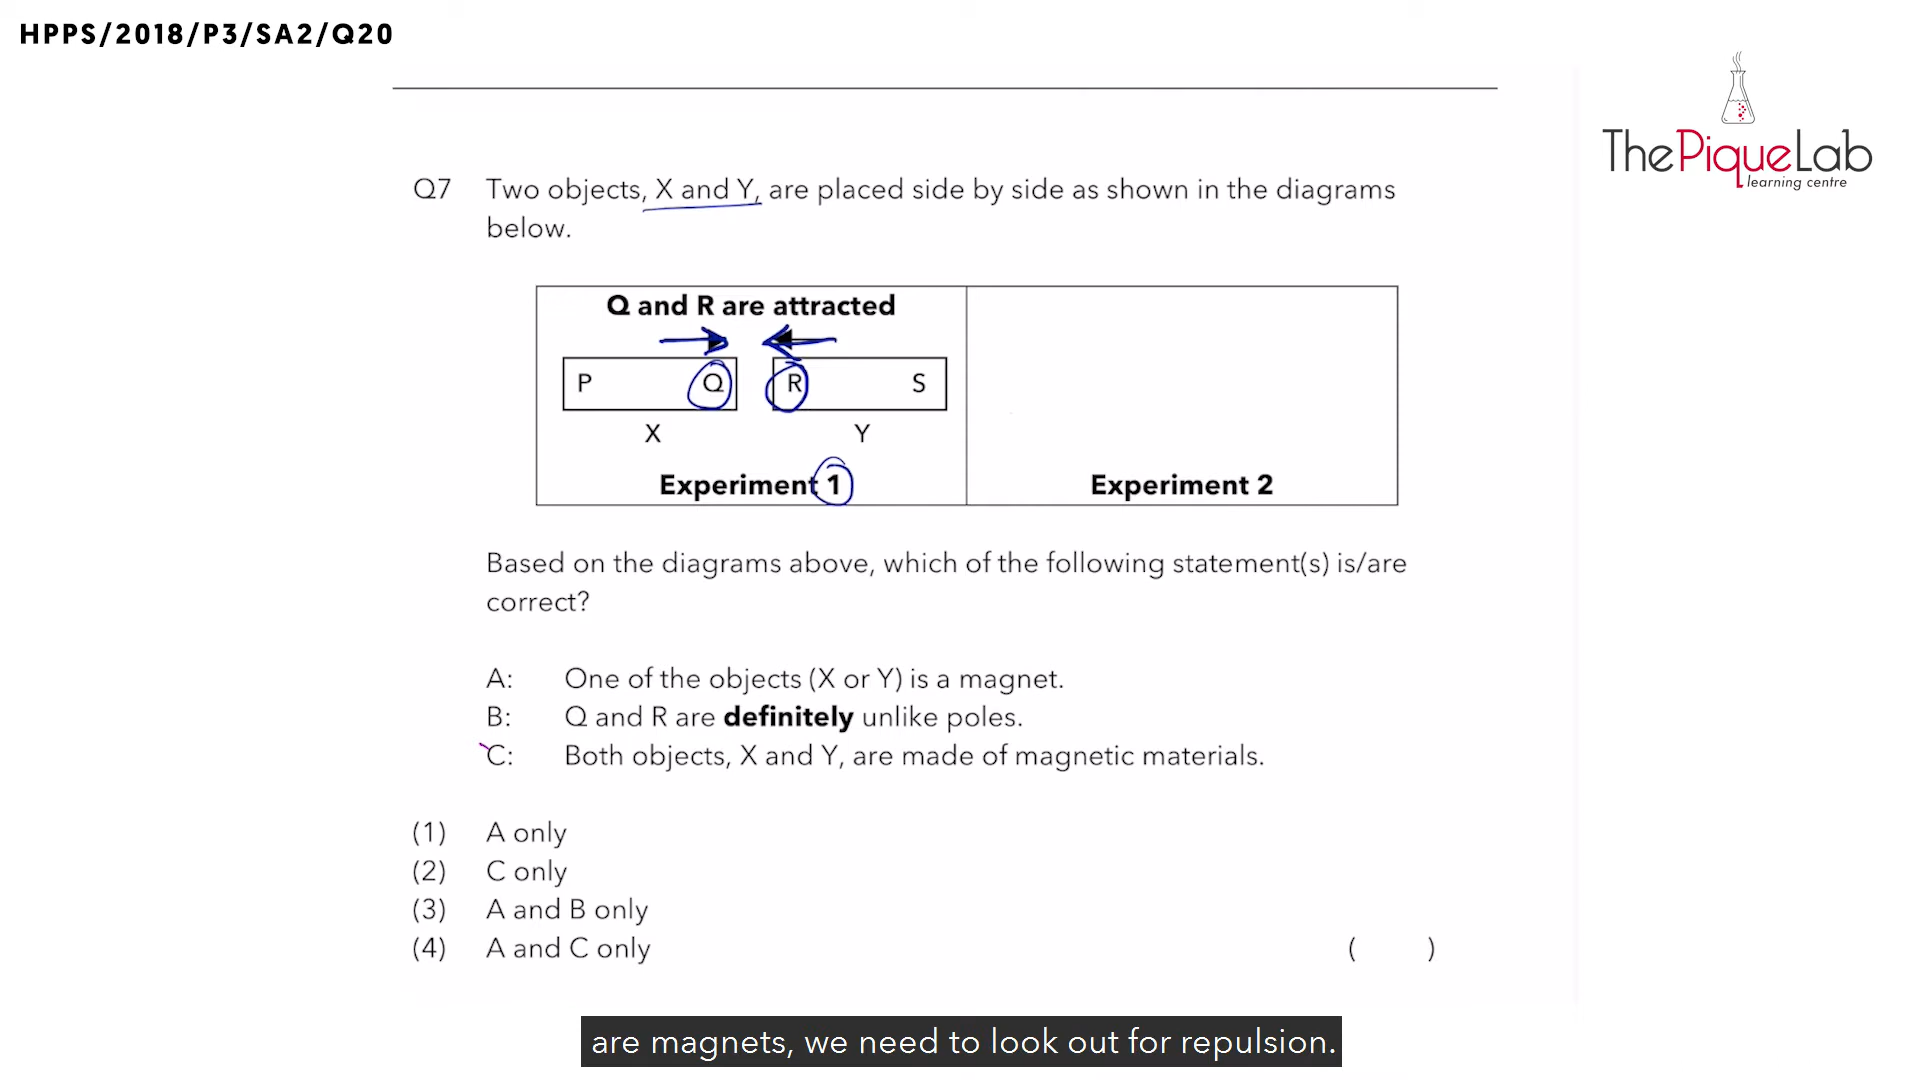 HPPS/2018/P3/SA2/Q20
ThePiqueLab
learning centre
Q7 Two objects, X and Y, are placed side by side as shown in the diagrams
below.
Q and R are attracted
P Q R S
X Y
Experiment 1 Experiment 2
Based on the diagrams above, which of the following statement(s) is/are
correct?
A: One of the objects (X or Y) is a magnet.
B: Q and R are definitely unlike poles.
C: Both objects, X and Y, are made of magnetic materials.
(1) A only
(2) C only
(3) A and B only
(4) A and C only ( )
are magnets, we need to look out for repulsion.